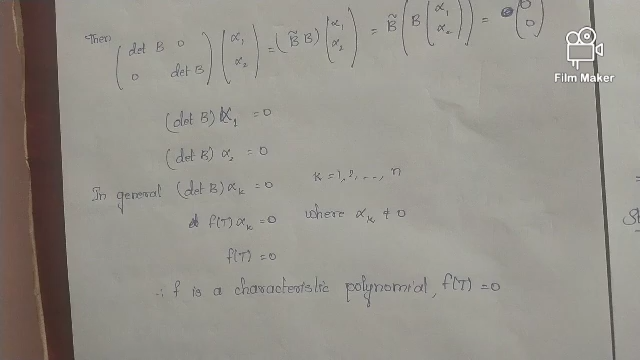 Then (det B 0 0 det B) (α₁ α₂) = (B̃ B) (α₁ α₂) = B̃ (B (α₁ α₂)) = (0 0)
Film Maker
(det B) α₁ = 0
(det B) α₂ = 0
In general (det B) αₖ = 0 k = 1, 2, ..., n
f(T) αₖ = 0 where αₖ ≠ 0
f(T) = 0
∴ f is a characteristic polynomial, f(T) = 0